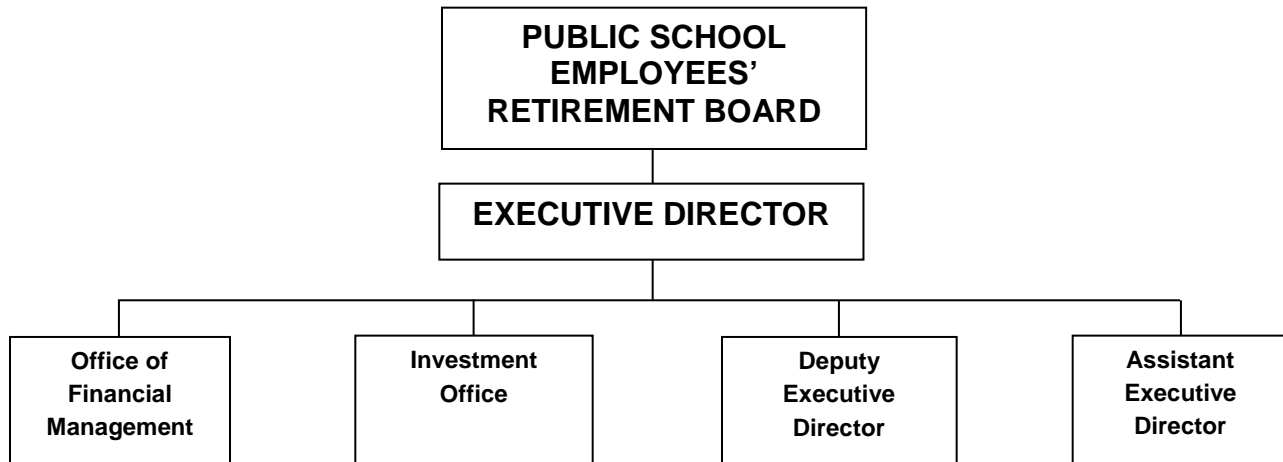 PUBLIC SCHOOL
EMPLOYEES’
RETIREMENT BOARD
EXECUTIVE DIRECTOR
Office of
Financial
Management
Investment
Office
Deputy
Executive
Director
Assistant
Executive
Director